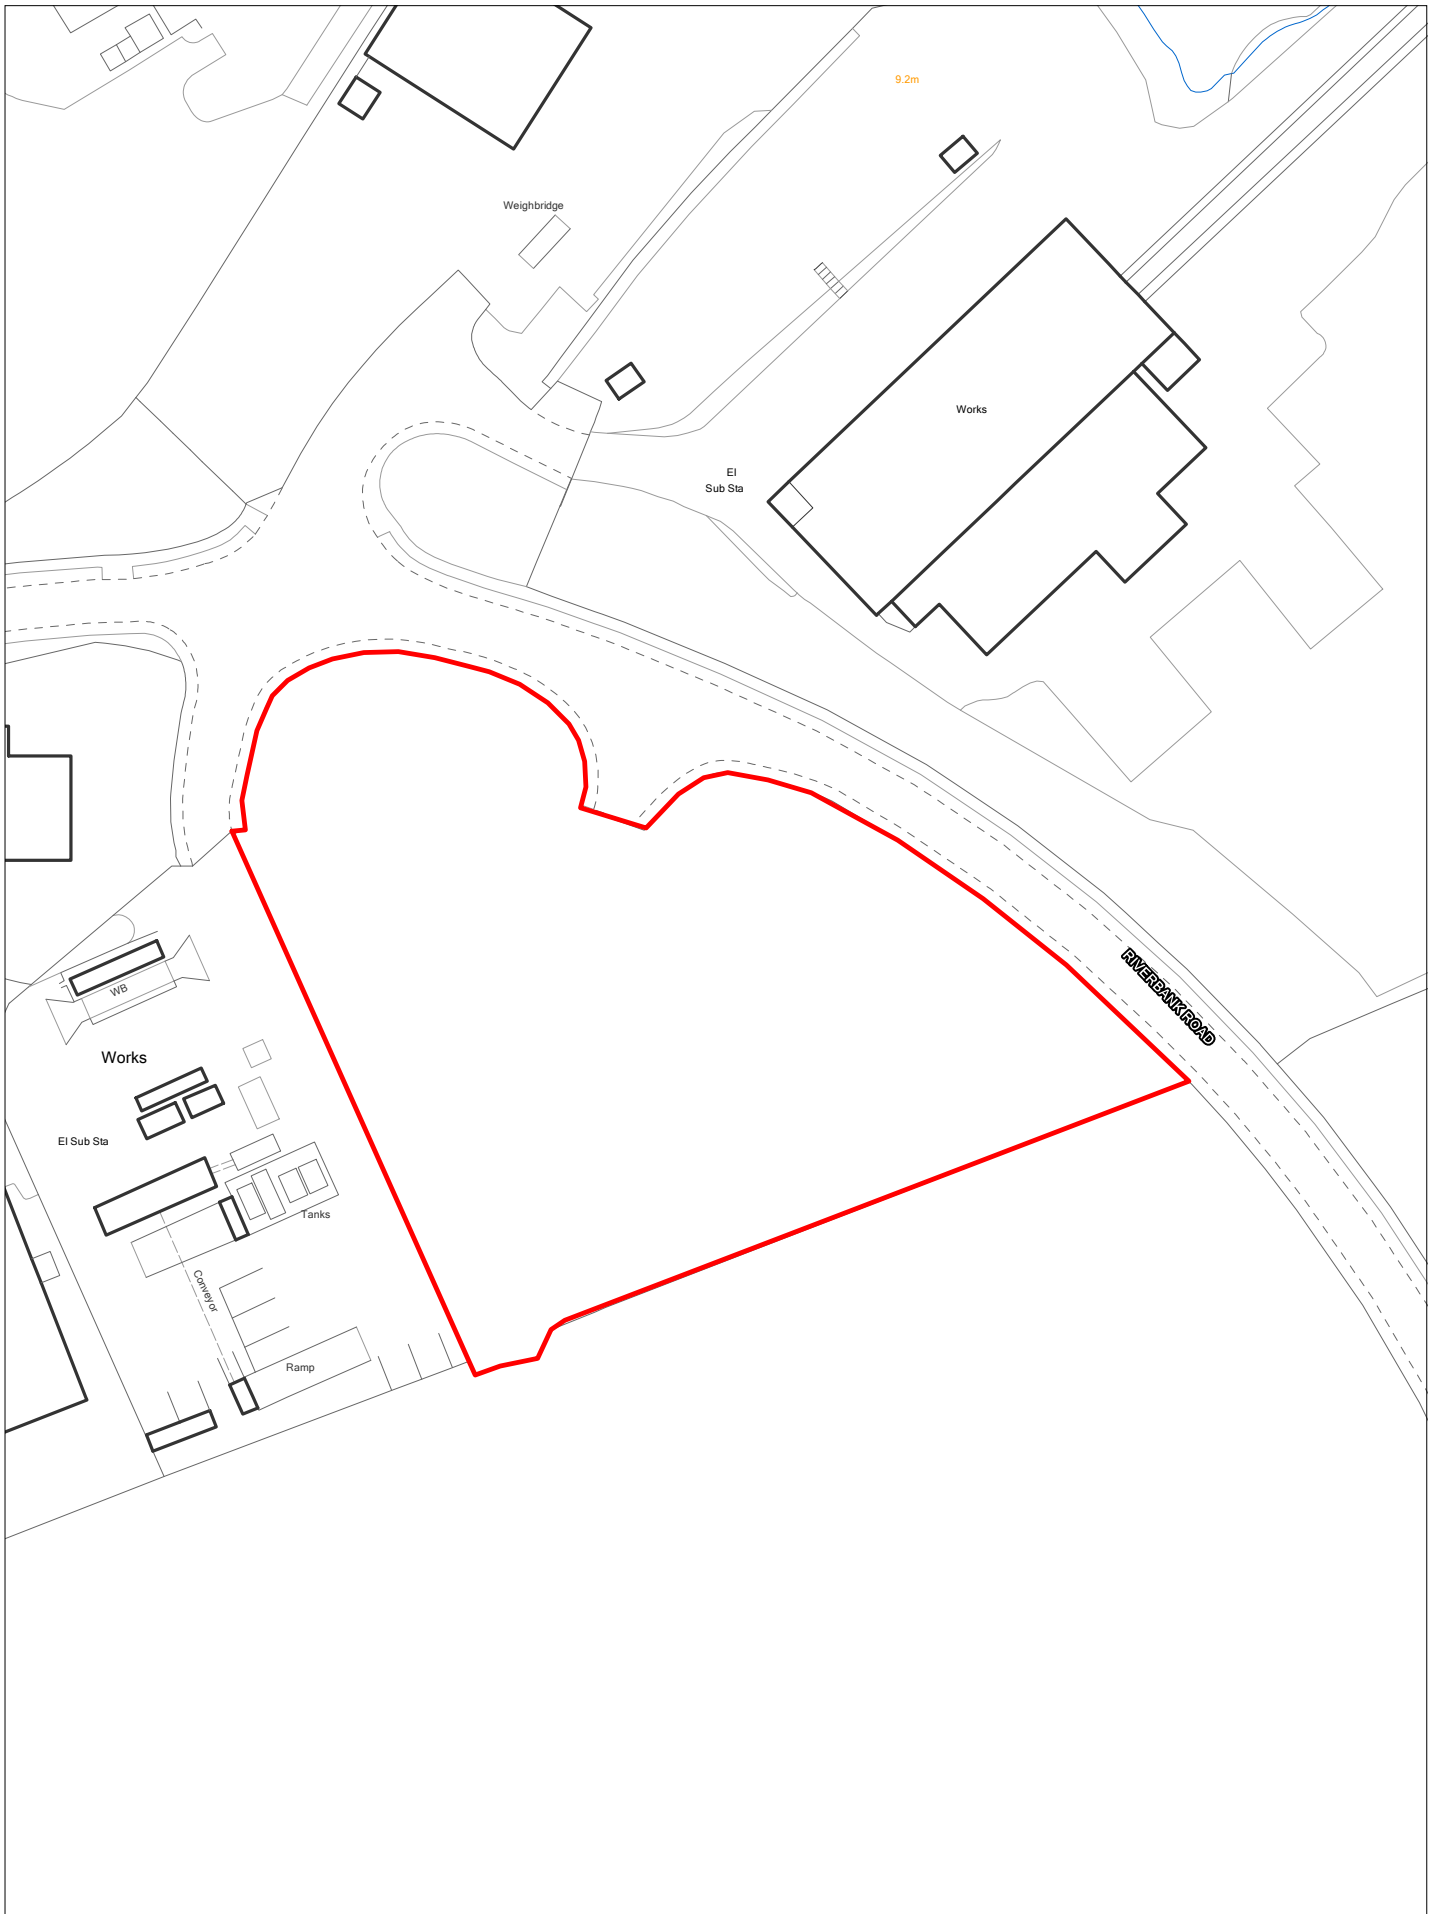 9.2m
Weighbridge
Works
El
Sub Sta
RIVERBANK ROAD
WB
Works
El Sub Sta
Tanks
Conveyor
Ramp